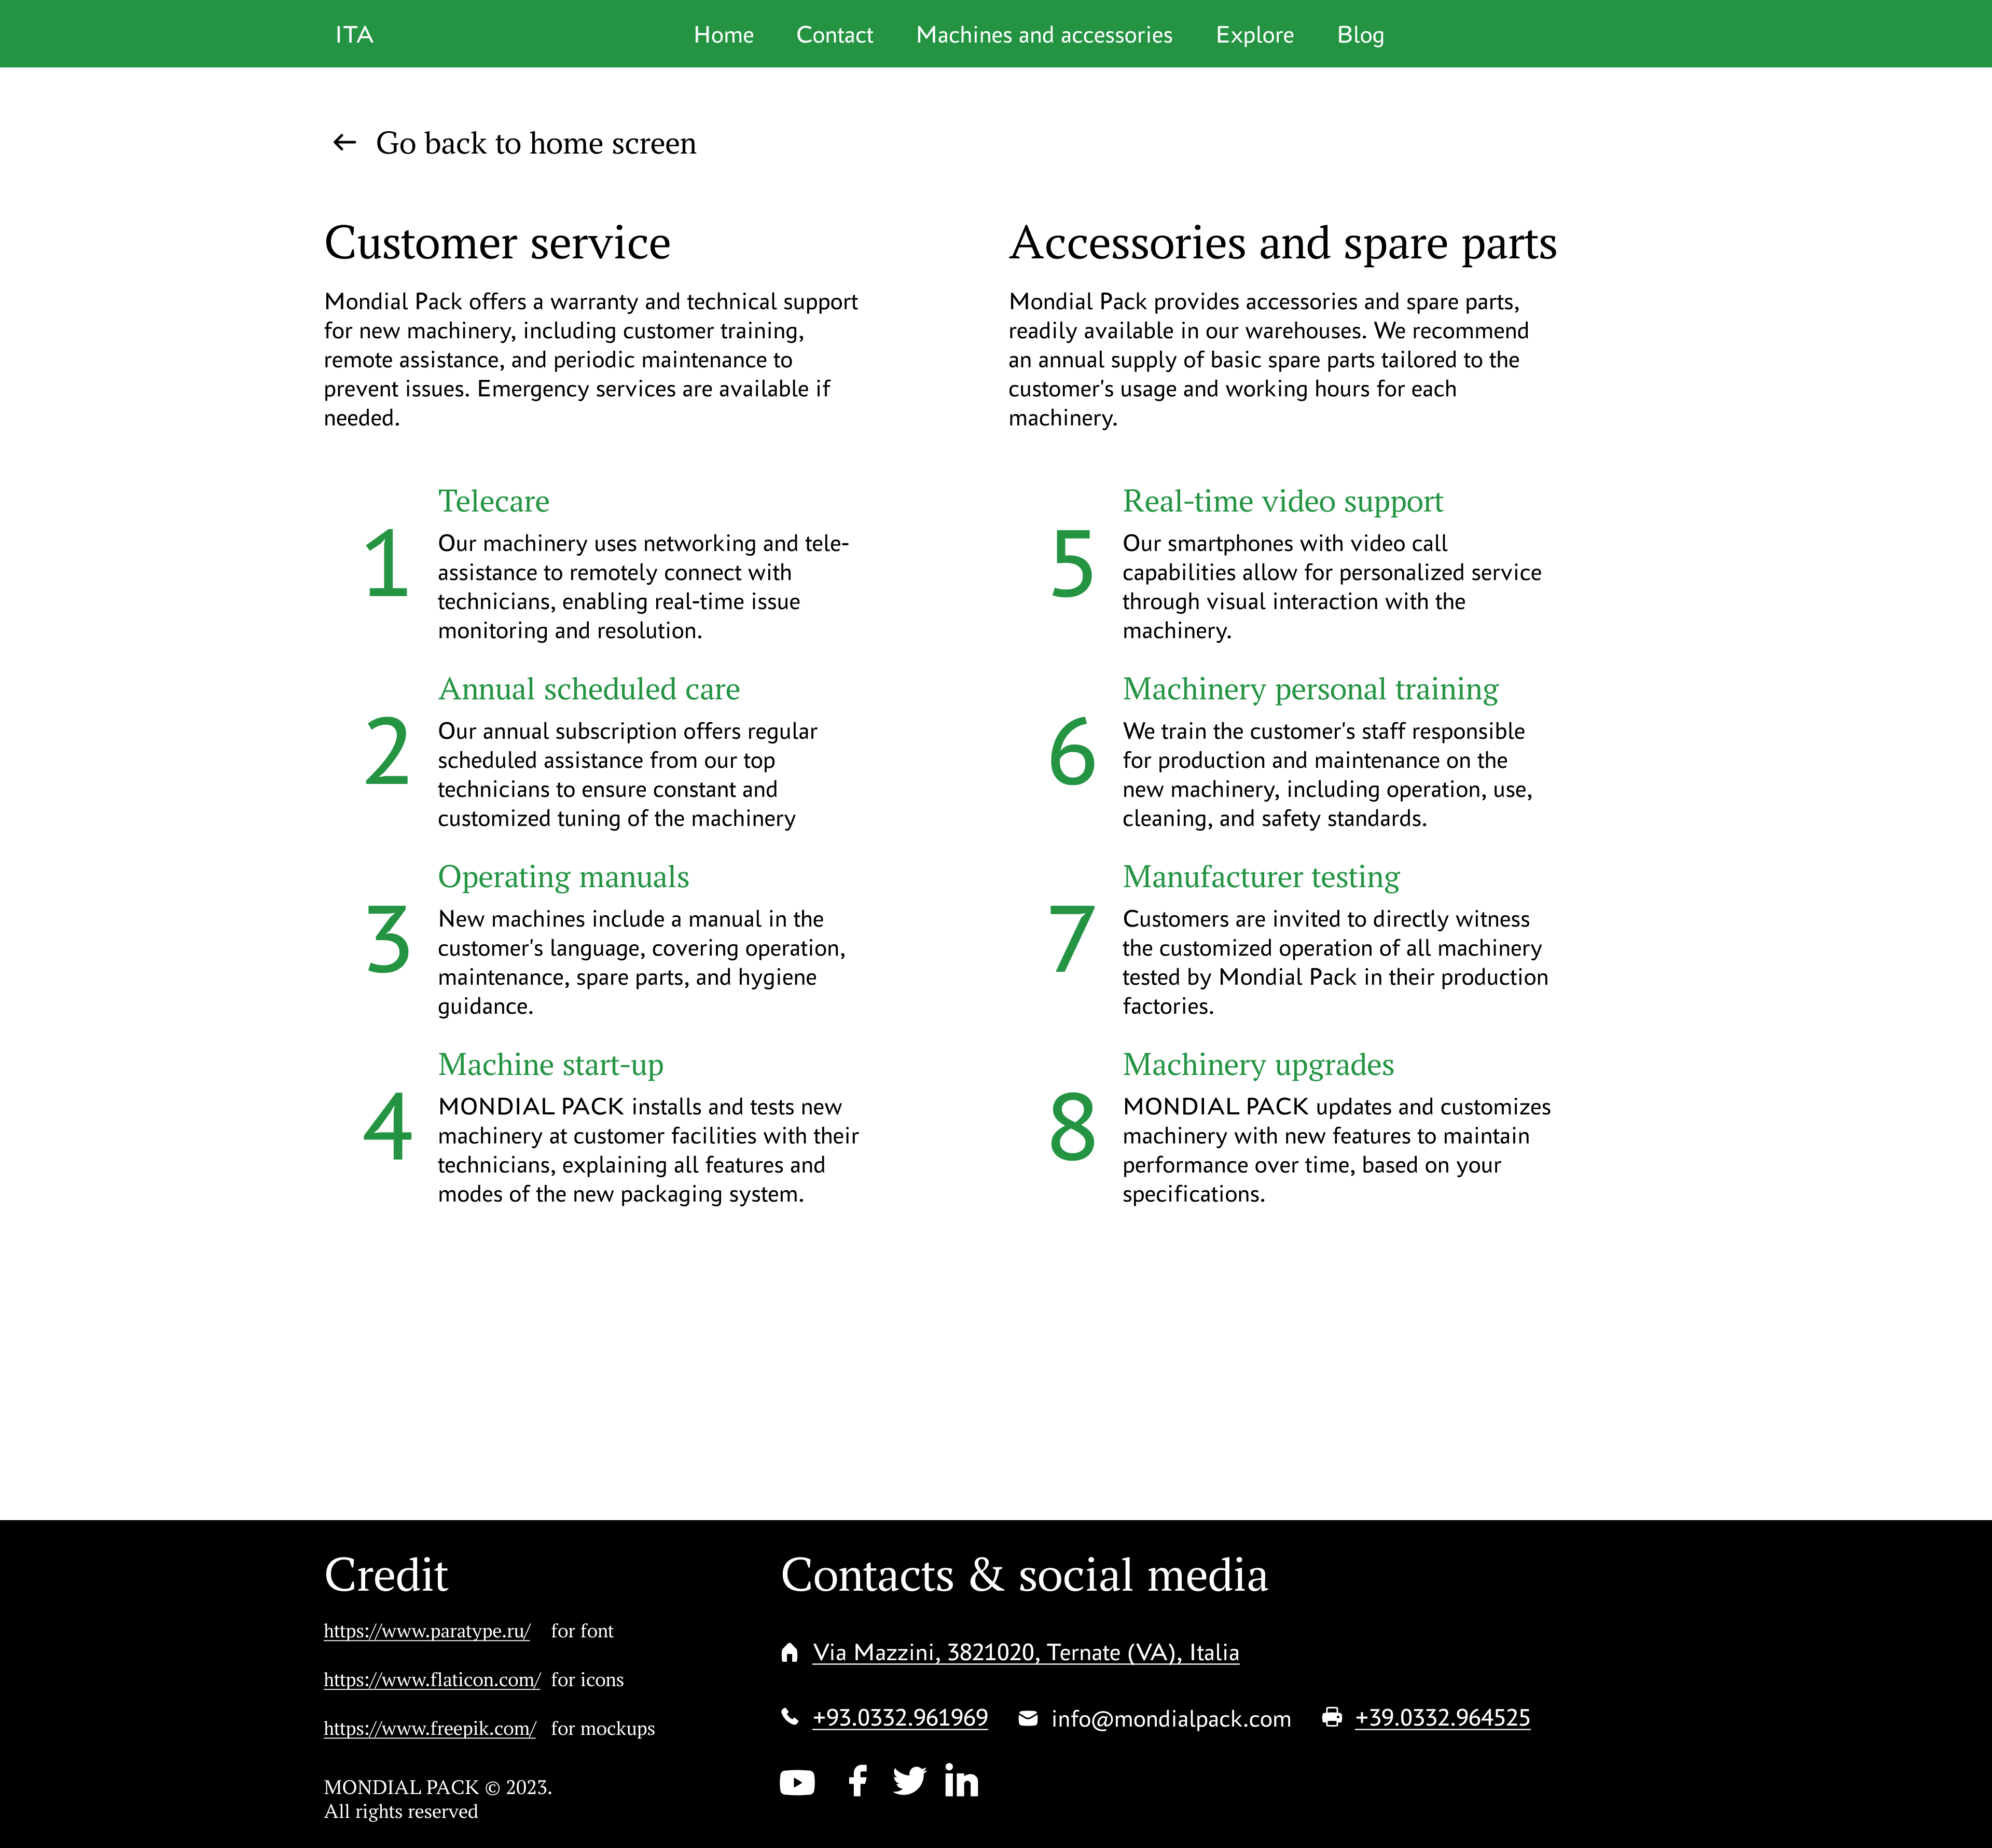 ITA
Home
Contact
Machines and accessories
Explore
Blog
Go back to home screen
Customer service
Mondial Pack offers a warranty and technical support
for new machinery, including customer training,
remote assistance, and periodic maintenance to
prevent issues. Emergency services are available if
needed.
1
Telecare
Our machinery uses networking and tele-
assistance to remotely connect with
technicians, enabling real-time issue
monitoring and resolution.
2
Annual scheduled care
Our annual subscription offers regular
scheduled assistance from our top
technicians to ensure constant and
customized tuning of the machinery
3
Operating manuals
New machines include a manual in the
customer's language, covering operation,
maintenance, spare parts, and hygiene
guidance.
4
Machine start-up
MONDIAL PACK installs and tests new
machinery at customer facilities with their
technicians, explaining all features and
modes of the new packaging system.
Accessories and spare parts
Mondial Pack provides accessories and spare parts,
readily available in our warehouses. We recommend
an annual supply of basic spare parts tailored to the
customer's usage and working hours for each
machinery.
5
Real-time video support
Our smartphones with video call
capabilities allow for personalized service
through visual interaction with the
machinery.
6
Machinery personal training
We train the customer's staff responsible
for production and maintenance on the
new machinery, including operation, use,
cleaning, and safety standards.
7
Manufacturer testing
Customers are invited to directly witness
the customized operation of all machinery
tested by Mondial Pack in their production
factories.
8
Machinery upgrades
MONDIAL PACK updates and customizes
machinery with new features to maintain
performance over time, based on your
specifications.
Credit
https://www.paratype.ru/ for font
https://www.flaticon.com/ for icons
https://www.freepik.com/ for mockups
MONDIAL PACK © 2023.
All rights reserved
Contacts & social media
Via Mazzini, 3821020, Ternate (VA), Italia
+93.0332.961969
info@mondialpack.com
+39.0332.964525